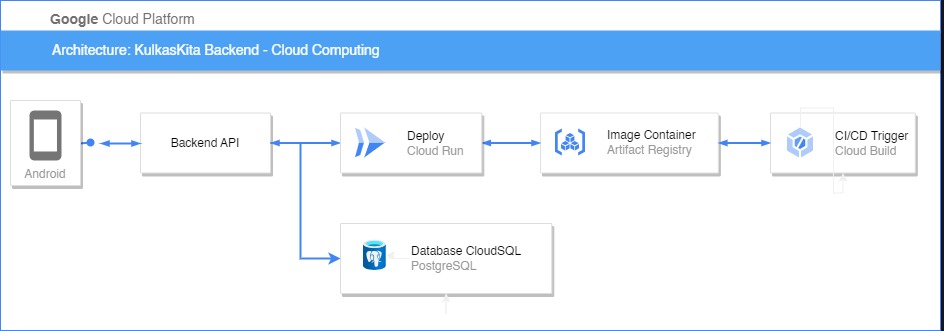 Google Cloud Platform
Architecture: KulkasKita Backend - Cloud Computing
Android
Backend API
Deploy
Cloud Run
Image Container
Artifact Registry
CI/CD Trigger
Cloud Build
Database CloudSQL
PostgreSQL